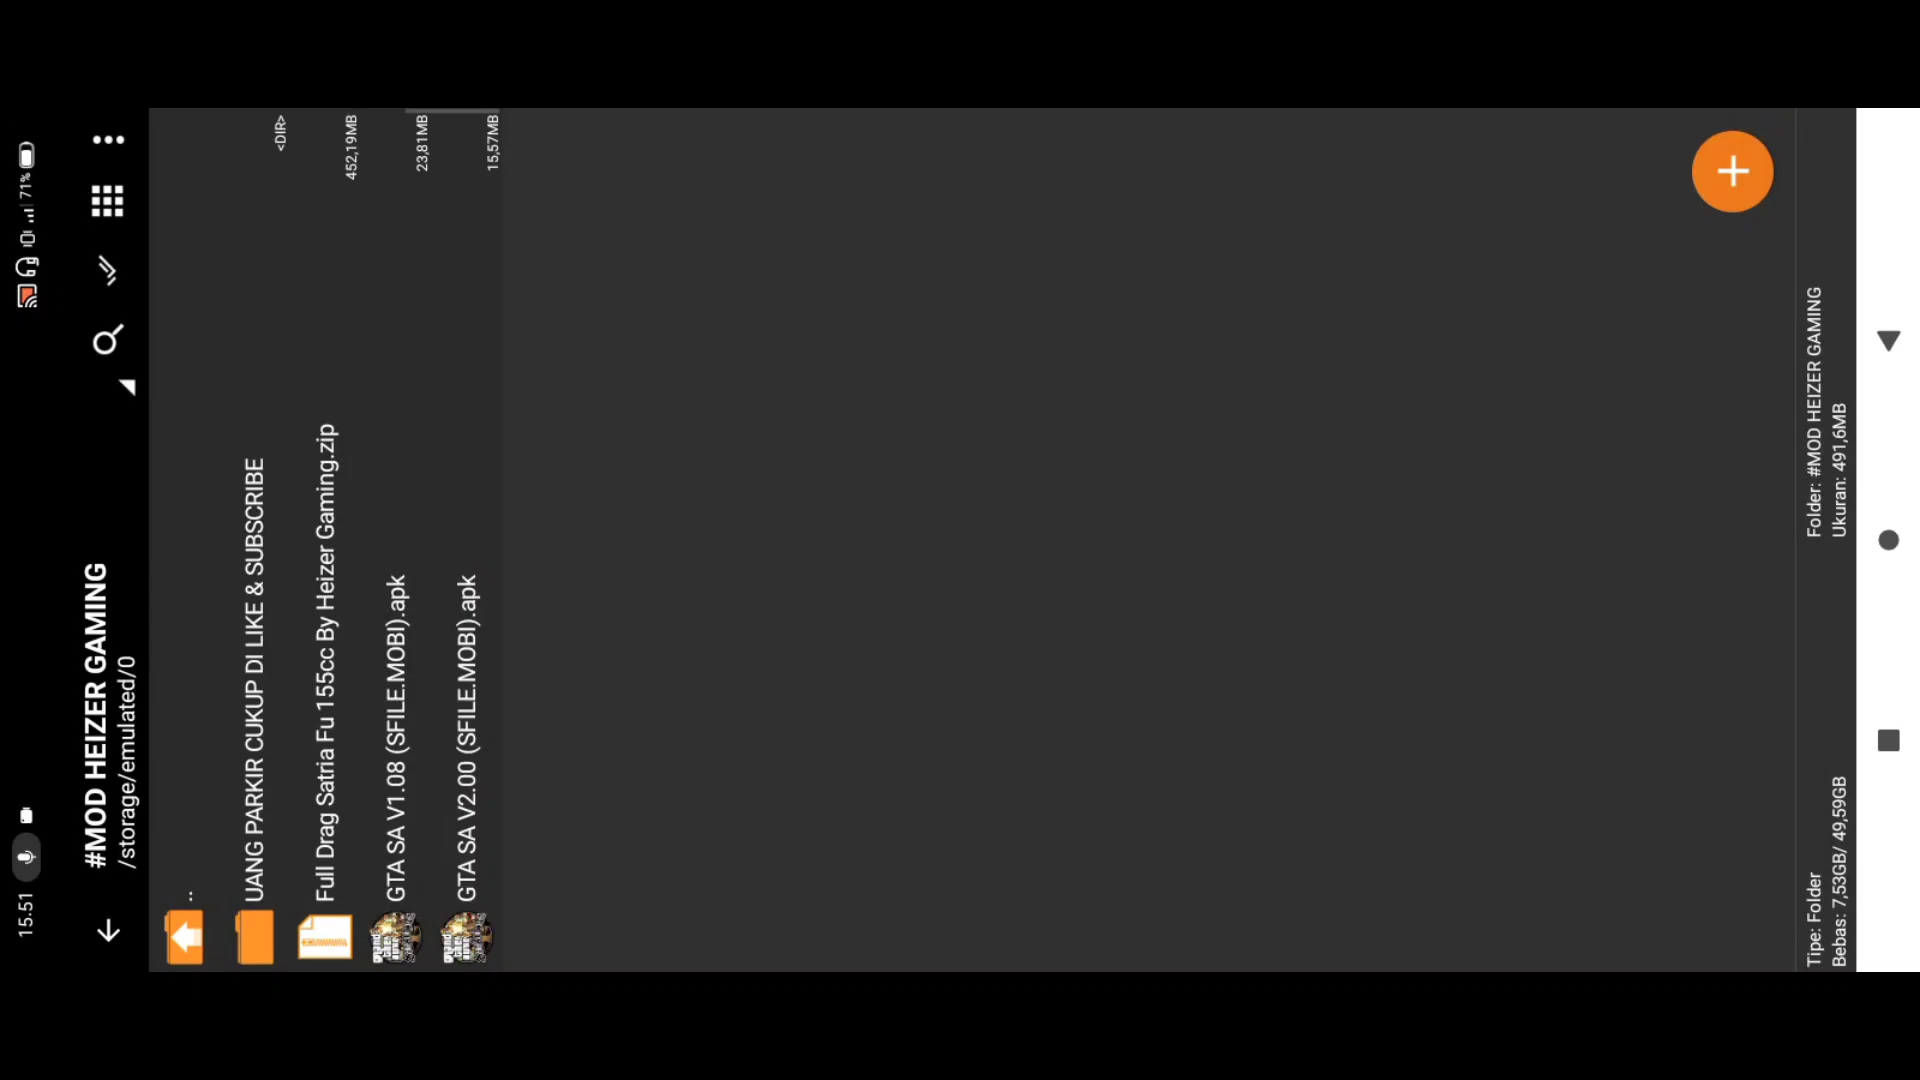 15.51
71%
#MOD HEIZER GAMING
/storage/emulated/0
..
UANG PARKIR CUKUP DI LIKE & SUBSCRIBE
<DIR>
Full Drag Satria Fu 155cc By Heizer Gaming.zip
452,19MB
GTA SA V1.08 (SFILE.MOBI).apk
23,81MB
GTA SA V2.00 (SFILE.MOBI).apk
15,57MB
Tipe: Folder
Folder: #MOD HEIZER GAMING
Bebas: 7,53GB/ 49,59GB
Ukuran: 491,6MB